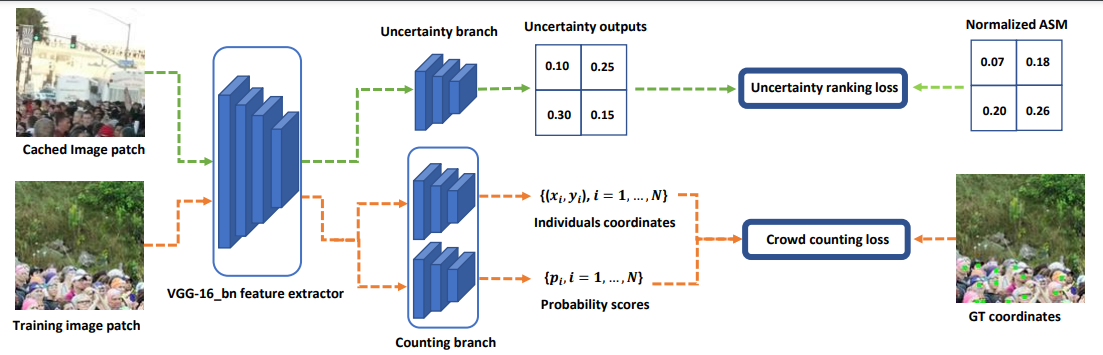 Uncertainty branch
Uncertainty outputs
Normalized ASM
0.10 0.25
0.30 0.15
Uncertainty ranking loss
0.07 0.18
0.20 0.26
Cached Image patch
{(xᵢ, yᵢ), i = 1, …, N}
Individuals coordinates
Crowd counting loss
{pᵢ, i = 1, …, N}
Probability scores
VGG-16_bn feature extractor
Training image patch
GT coordinates
Counting branch